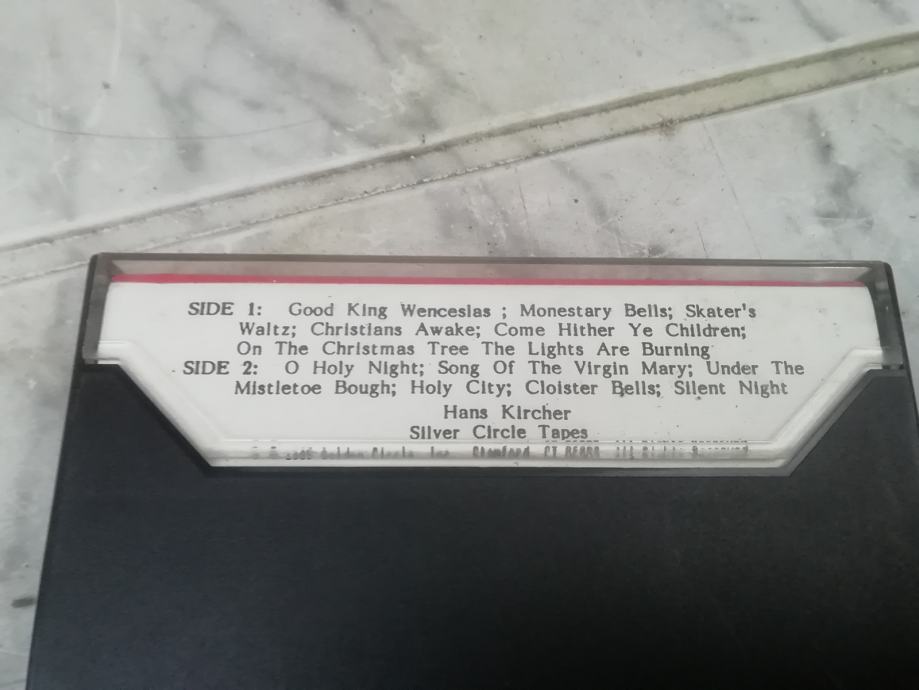 SIDE 1: Good King Wenceslas ; Monestary Bells; Skater's
Waltz; Christians Awake; Come Hither Ye Children;
On The Christmas Tree The Lights Are Burning
SIDE 2: O Holy Night; Song Of The Virgin Mary; Under The
Mistletoe Bough; Holy City; Cloister Bells; Silent Night
Hans Kircher
Silver Circle Tapes